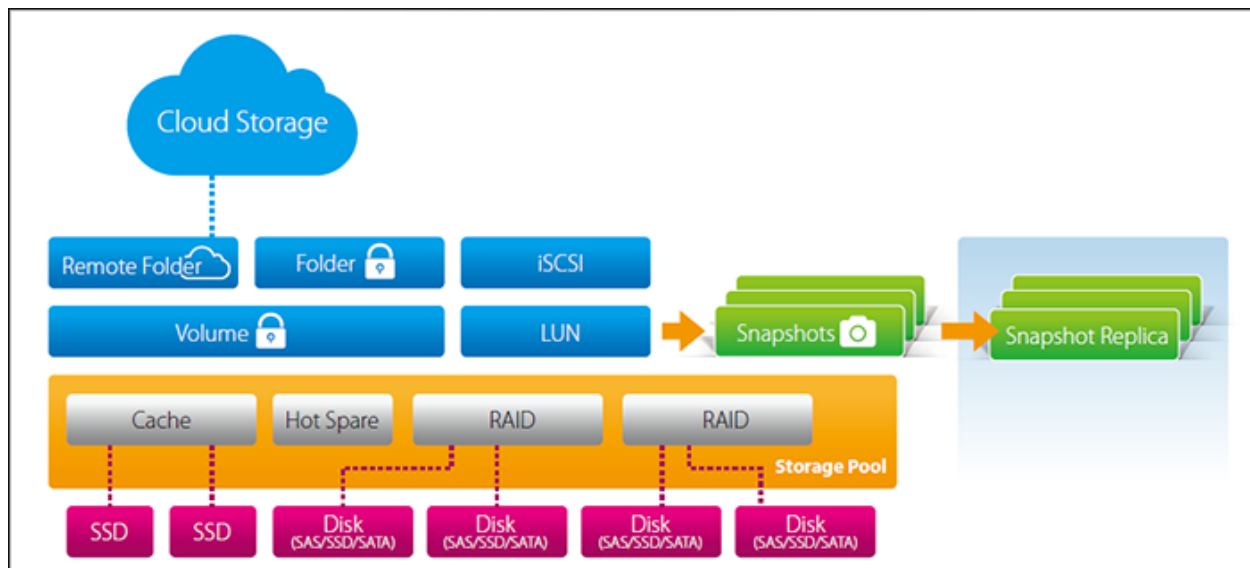 Cloud Storage
Remote Folder
Folder
iSCSI
Volume
LUN
Snapshots
Snapshot Replica
Cache
Hot Spare
RAID
RAID
Storage Pool
SSD
SSD
Disk
(SAS/SSD/SATA)
Disk
(SAS/SSD/SATA)
Disk
(SAS/SSD/SATA)
Disk
(SAS/SSD/SATA)